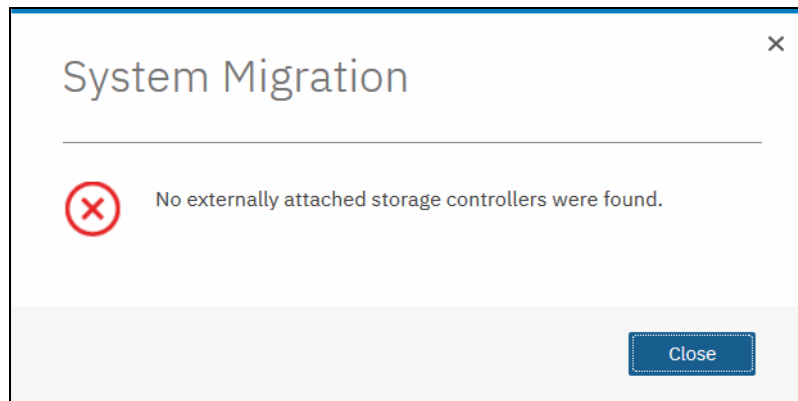 System Migration
No externally attached storage controllers were found.
Close